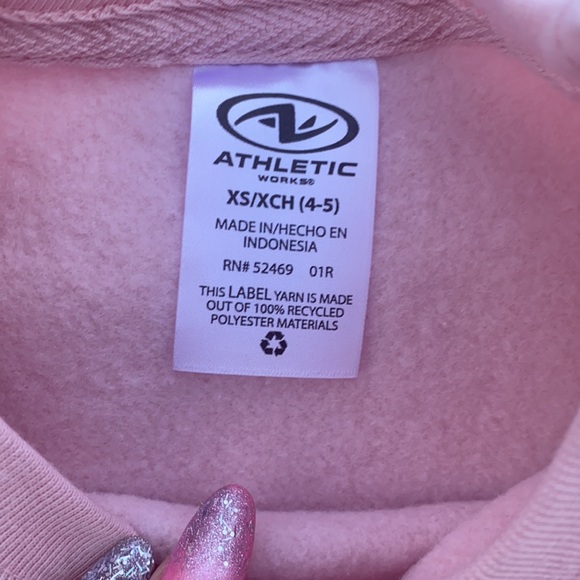 ATHLETIC
WORKS®
XS/XCH (4-5)
MADE IN/HECHO EN
INDONESIA
RN# 52469 01R
THIS LABEL YARN IS MADE
OUT OF 100% RECYCLED
POLYESTER MATERIALS